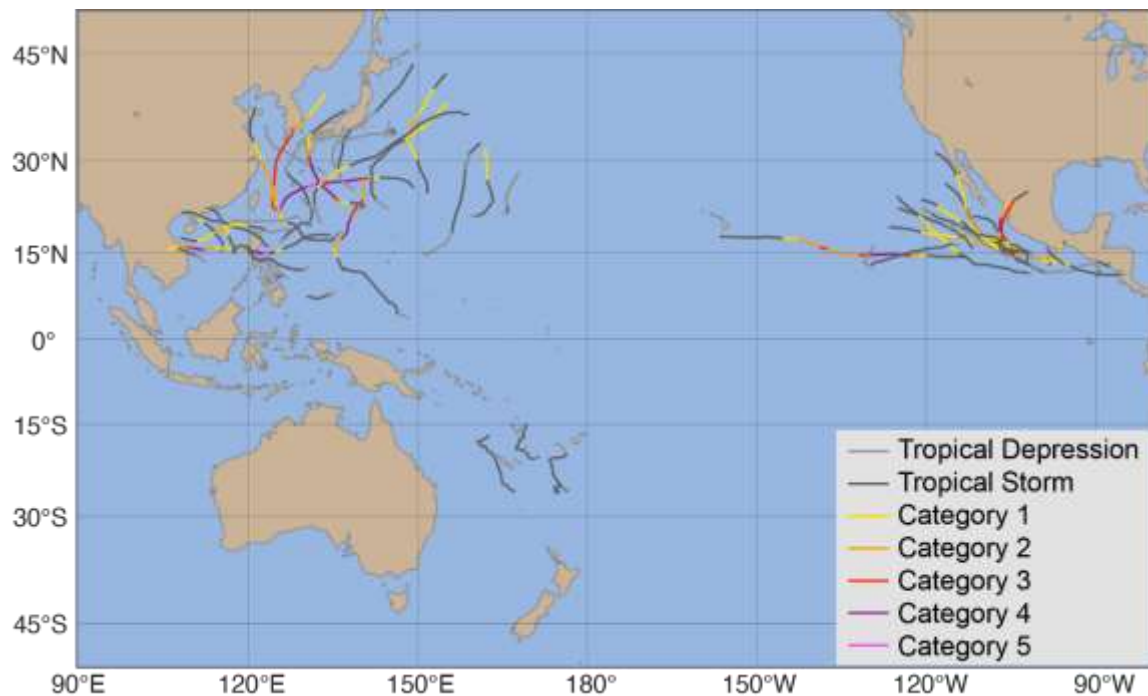 45°N
30°N
15°N
0°
15°S
30°S
45°S
Tropical Depression
Tropical Storm
Category 1
Category 2
Category 3
Category 4
Category 5
90°E 120°E 150°E 180° 150°W 120°W 90°W